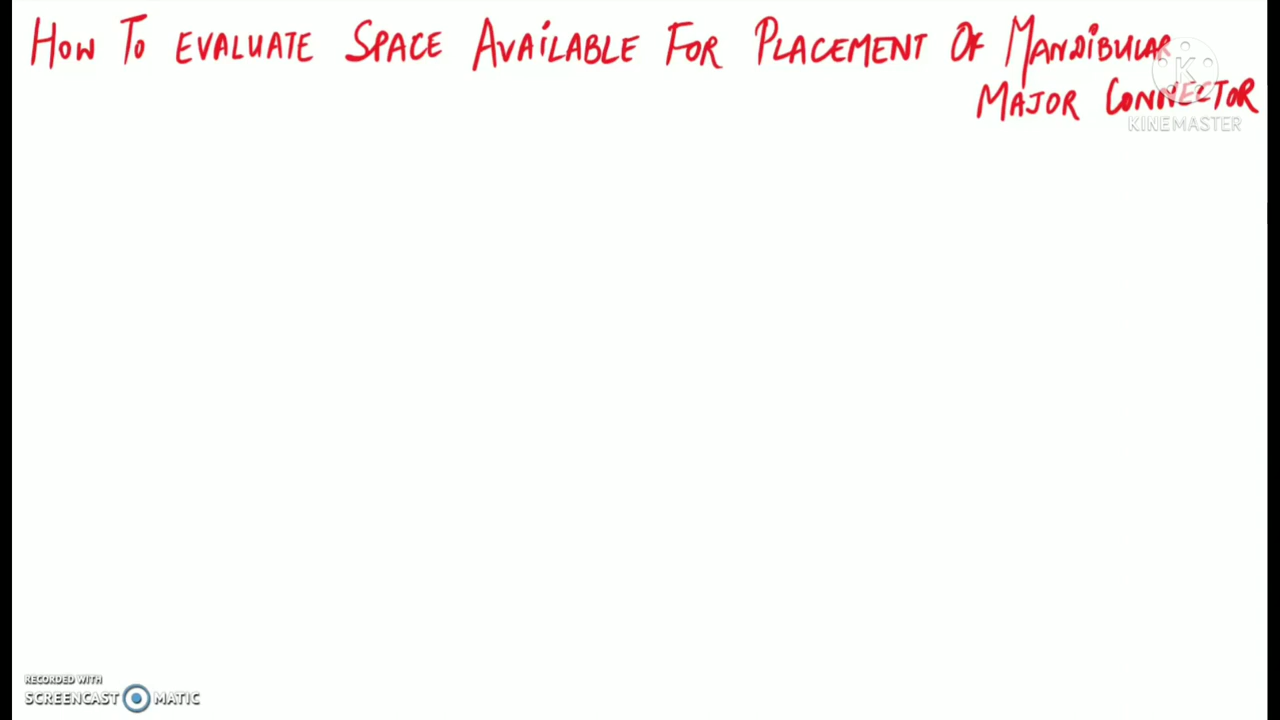 How To EVALUATE SPACE AVAiLABLE FOR PLACEMENT OF MANDiBULAR
MAJOR CONNECTOR
KINEMASTER
RECORDED WITH
SCREENCAST MATIC